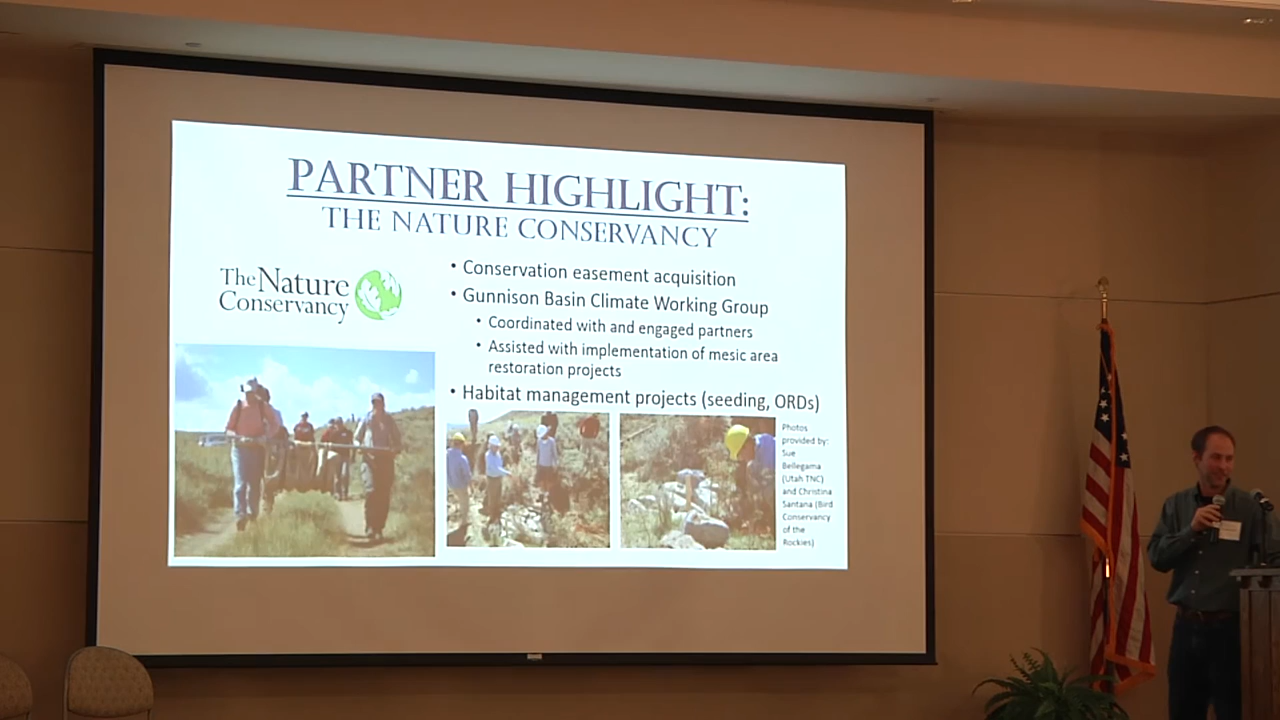 PARTNER HIGHLIGHT:
THE NATURE CONSERVANCY
The Nature
Conservancy
• Conservation easement acquisition
• Gunnison Basin Climate Working Group
• Coordinated with and engaged partners
• Assisted with implementation of mesic area
restoration projects
• Habitat management projects (seeding, ORDs)
Photos
provided by:
Sue
Bellegama
(Utah TNC)
and Christina
Santana (Bird
Conservancy
of the
Rockies)